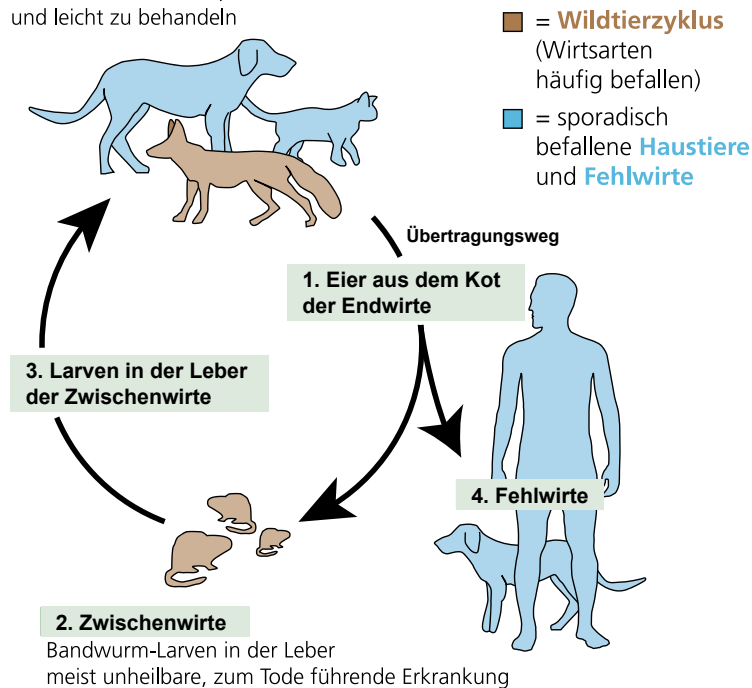 und leicht zu behandeln
= Wildtierzyklus
(Wirtsarten
häufig befallen)
= sporadisch
befallene Haustiere
und Fehlwirte
Übertragungsweg
1. Eier aus dem Kot
der Endwirte
3. Larven in der Leber
der Zwischenwirte
4. Fehlwirte
2. Zwischenwirte
Bandwurm-Larven in der Leber
meist unheilbare, zum Tode führende Erkrankung